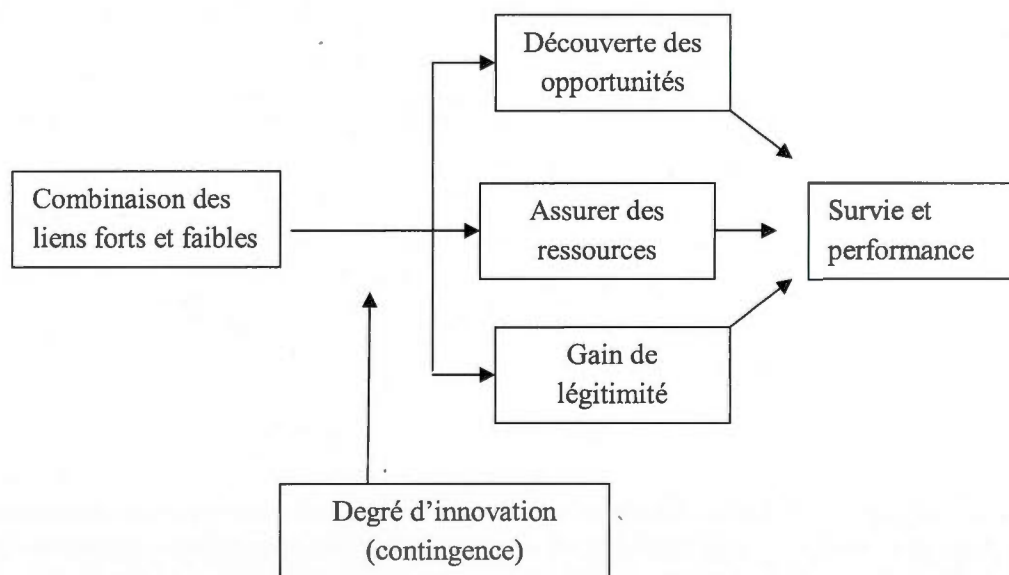 Découverte des
opportunités
Combinaison des
liens forts et faibles
Assurer des
ressources
Survie et
performance
Gain de
légitimité
Degré d'innovation
(contingence)